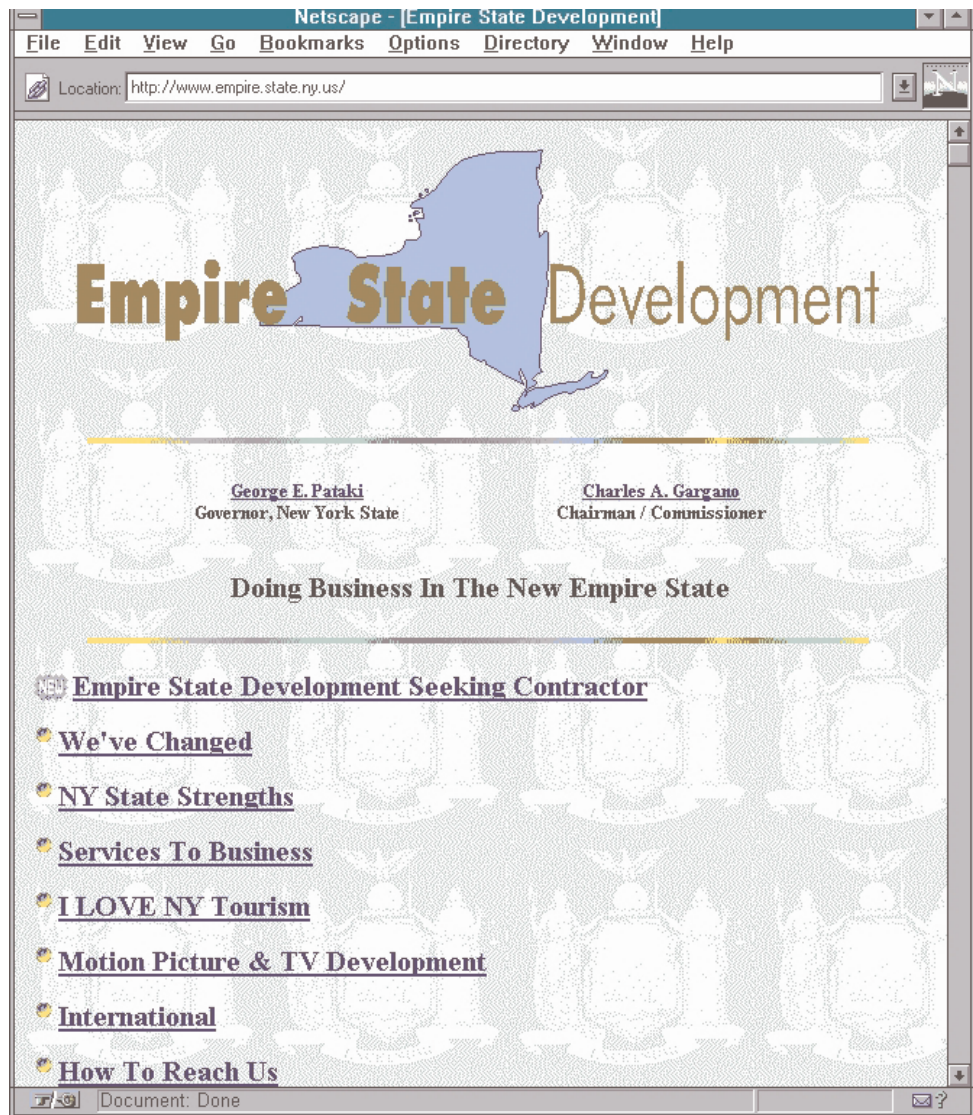 Netscape - [Empire State Development]
File Edit View Go Bookmarks Options Directory Window Help
Location: http://www.empire.state.ny.us/
N
Empire State Development
George E. Pataki Charles A. Gargano
Governor, New York State Chairman / Commissioner
Doing Business In The New Empire State
NEW Empire State Development Seeking Contractor
We've Changed
NY State Strengths
Services To Business
I LOVE NY Tourism
Motion Picture & TV Development
International
How To Reach Us
Document: Done ?